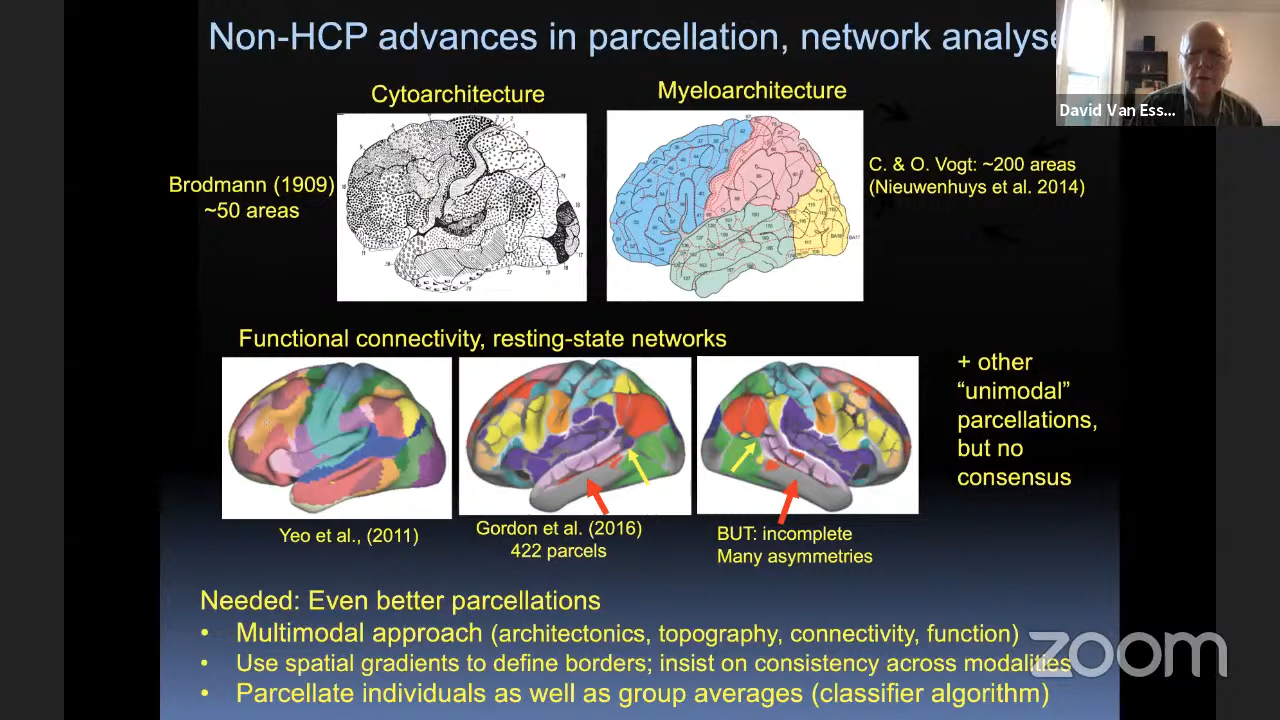 Non-HCP advances in parcellation, network analyse
David Van Ess...
Cytoarchitecture
Myeloarchitecture
Brodmann (1909)
~50 areas
C. & O. Vogt: ~200 areas
(Nieuwenhuys et al. 2014)
Functional connectivity, resting-state networks
+ other
“unimodal”
parcellations,
but no
consensus
Yeo et al., (2011)
Gordon et al. (2016)
422 parcels
BUT: incomplete
Many asymmetries
Needed: Even better parcellations
• Multimodal approach (architectonics, topography, connectivity, function)
• Use spatial gradients to define borders; insist on consistency across modalities
• Parcellate individuals as well as group averages (classifier algorithm)
zoom